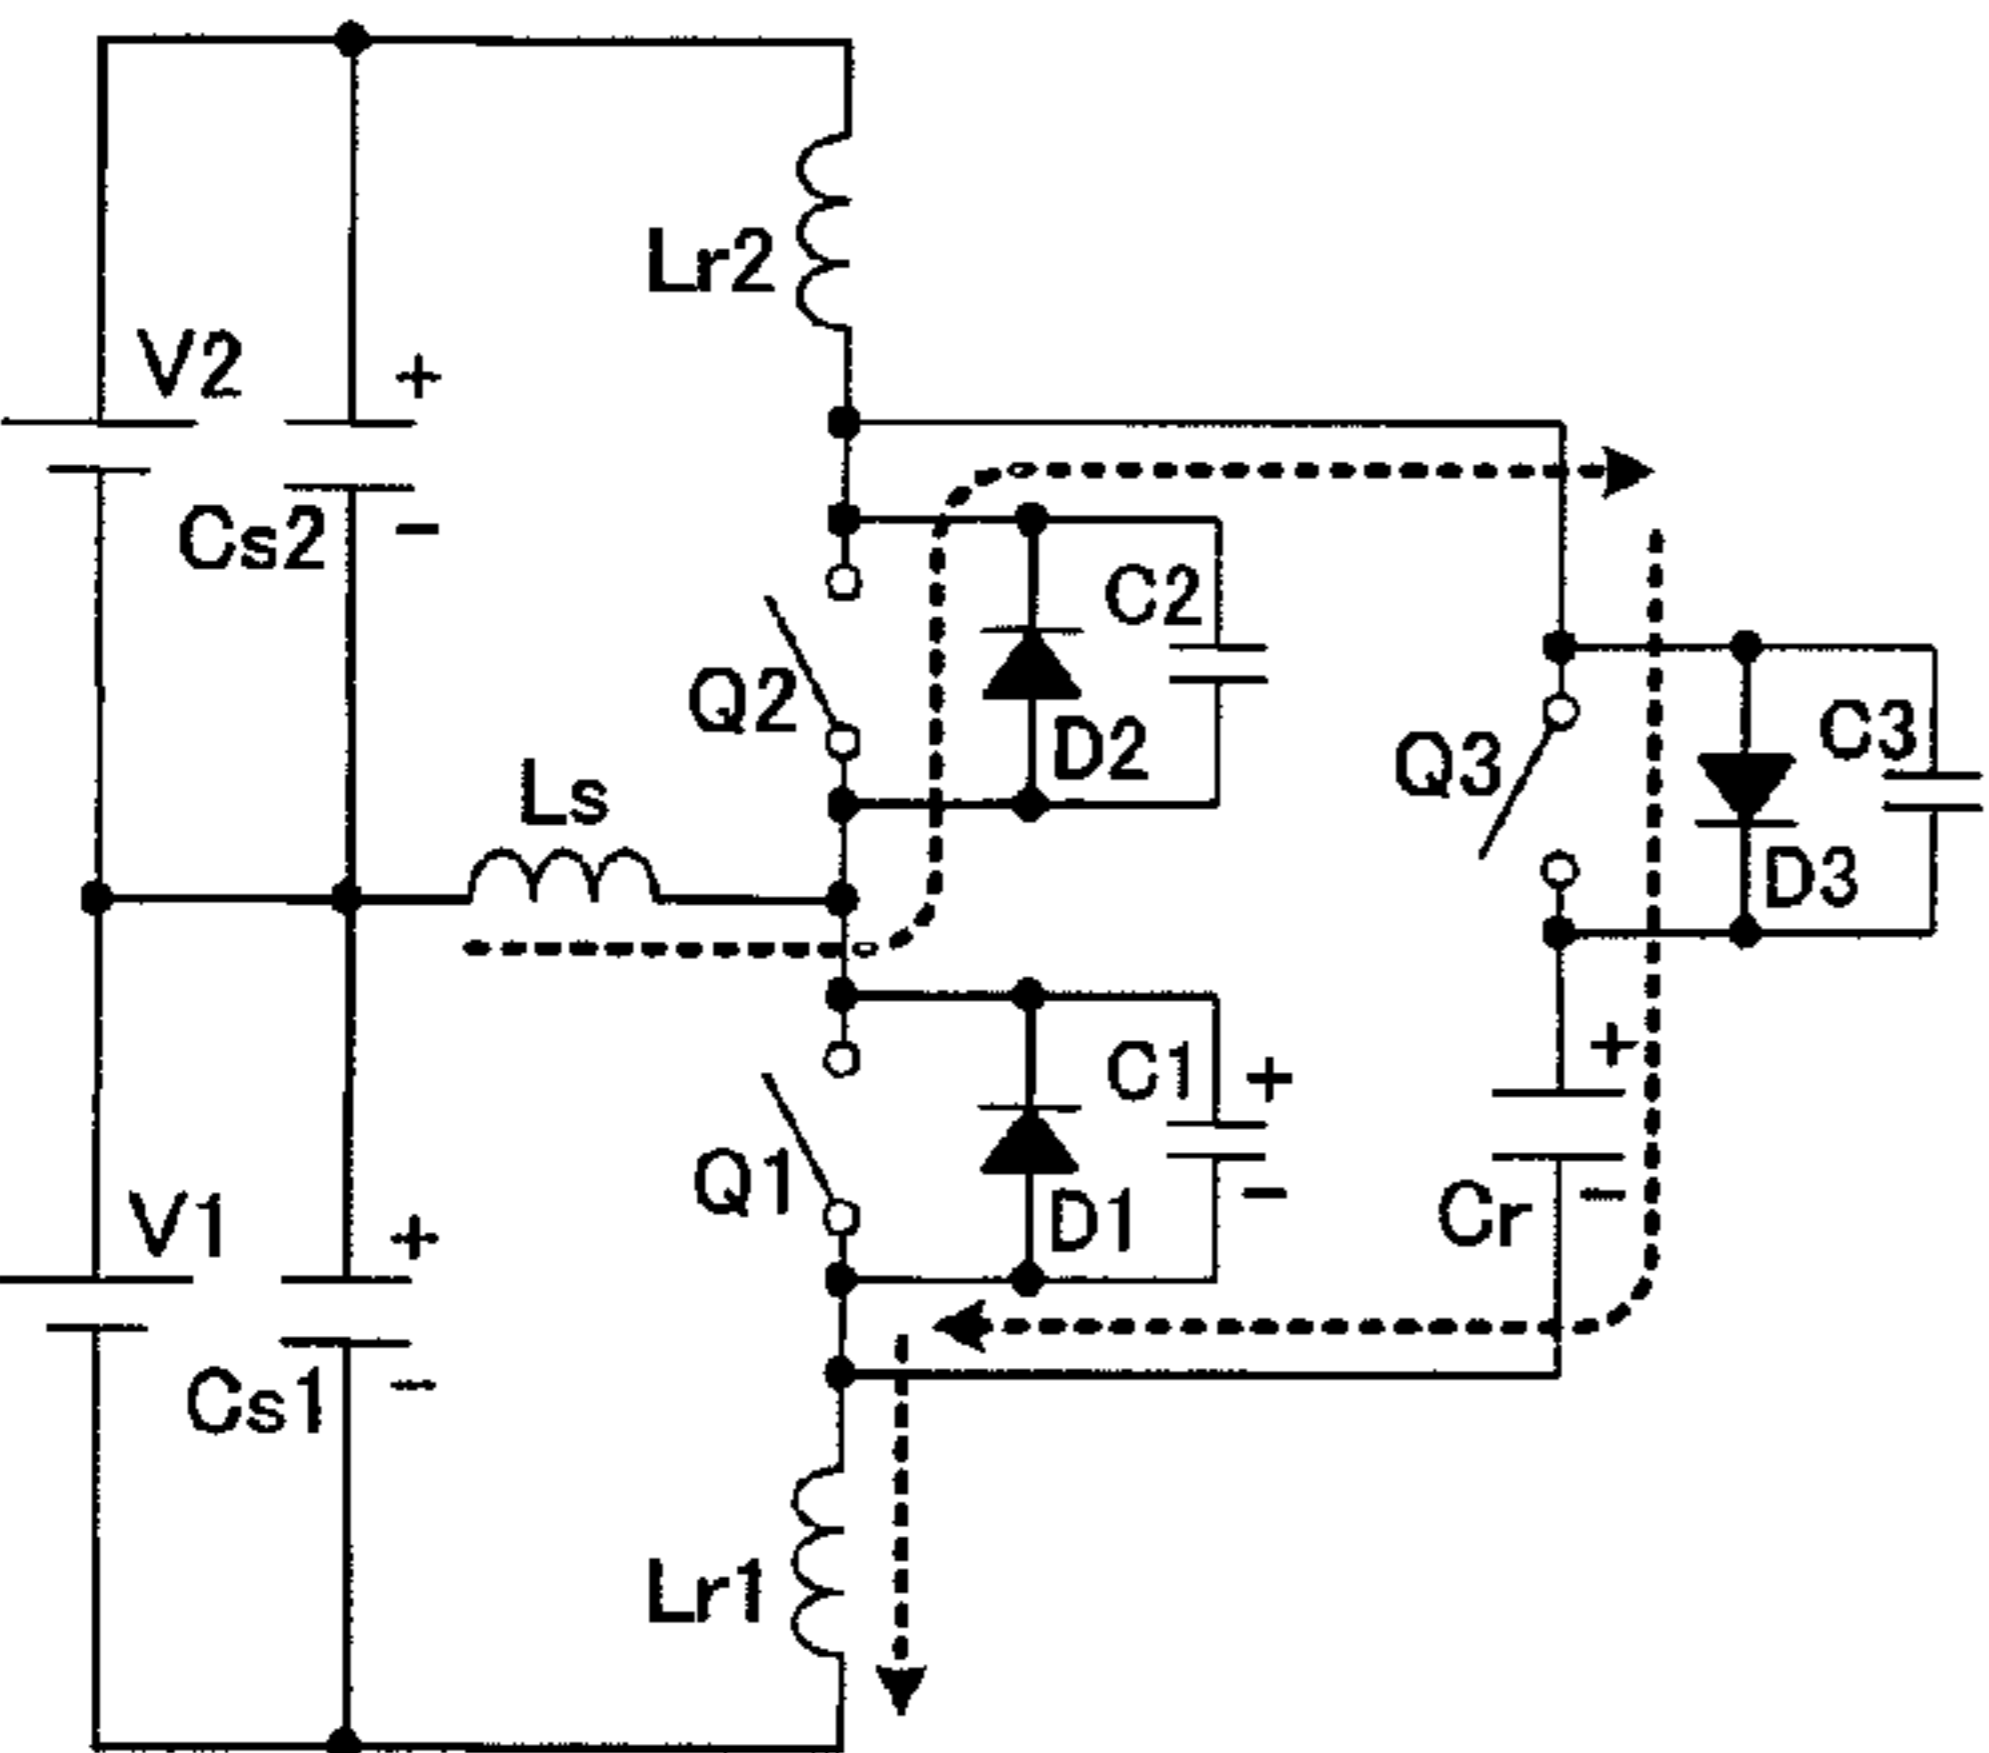 Lr2
V2
+
Cs2
−
C2
Q2
D2
C3
Q3
D3
Ls
+
C1
+
Q1
D1
−
Cr
−
V1
+
Cs1
−
Lr1